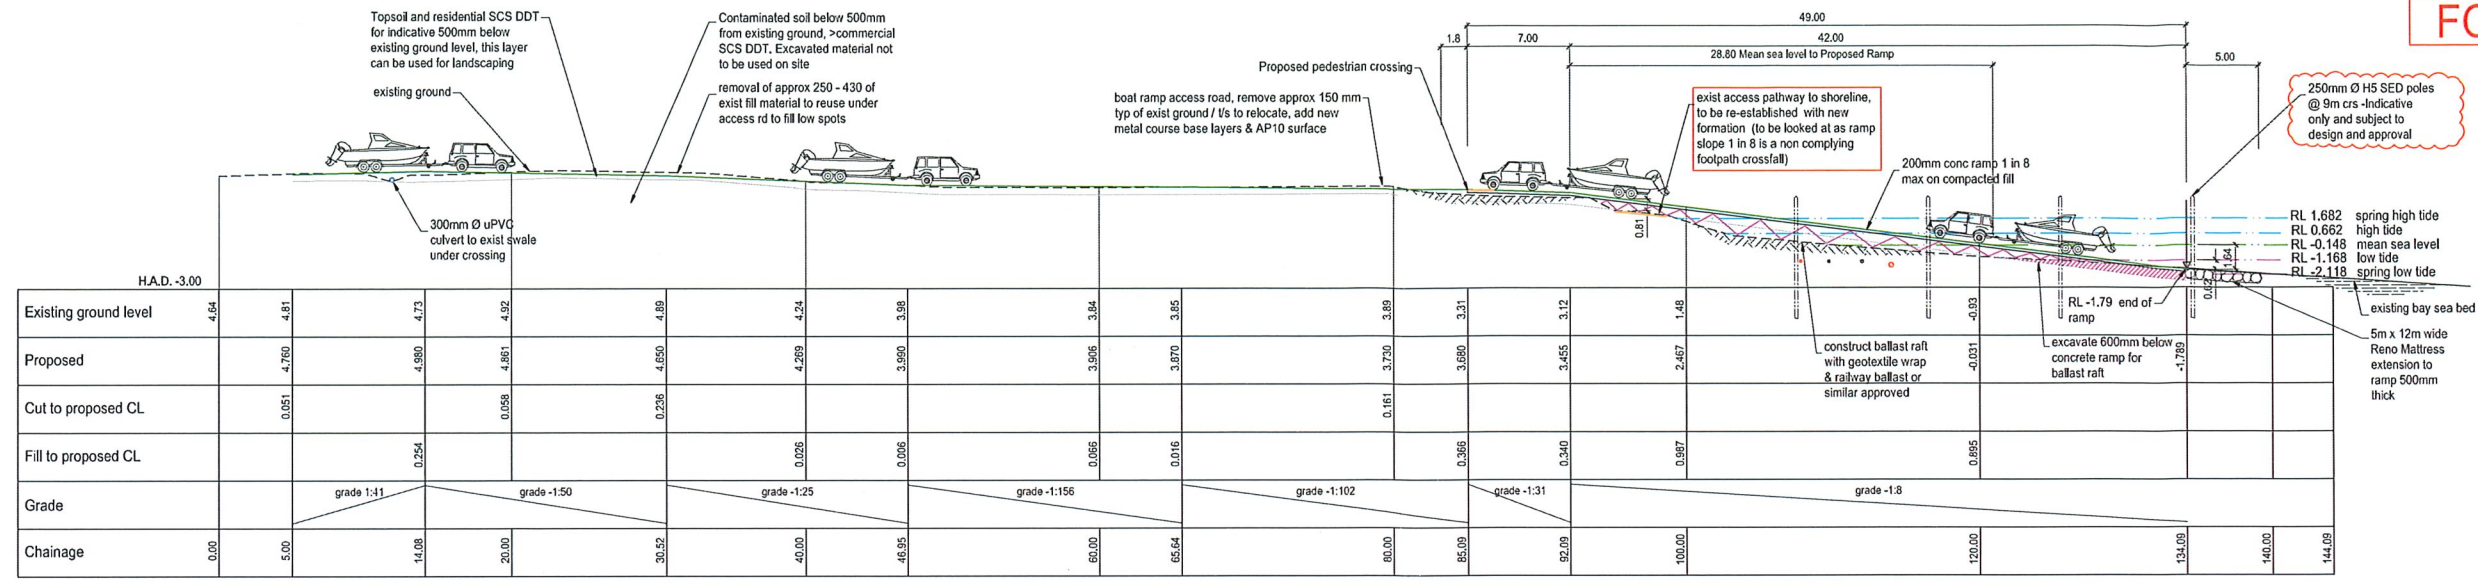 Topsoil and residential SCS DDT
for indicative 500mm below
existing ground level, this layer
can be used for landscaping
existing ground
Contaminated soil below 500mm
from existing ground, >commercial
SCS DDT. Excavated material not
to be used on site
removal of approx 250 - 430 of
exist fill material to reuse under
access rd to fill low spots
300mm Ø uPVC
culvert to exist swale
under crossing
Proposed pedestrian crossing
boat ramp access road, remove approx 150 mm
typ of exist ground / t/s to relocate, add new
metal course base layers & AP10 surface
49.00
1.8 7.00 42.00
28.80 Mean sea level to Proposed Ramp
5.00
exist access pathway to shoreline,
to be re-established with new
formation (to be looked at as ramp
slope 1 in 8 is a non complying
footpath crossfall)
200mm conc ramp 1 in 8
max on compacted fill
250mm Ø H5 SED poles
@ 9m crs -Indicative
only and subject to
design and approval
0.81
RL 1.682 spring high tide
RL 0.662 high tide
RL -0.148 mean sea level
RL -1.168 low tide
RL -2.118 spring low tide
1.64
0.62
RL -1.79 end of
ramp
existing bay sea bed
construct ballast raft
with geotextile wrap
& railway ballast or
similar approved
excavate 600mm below
concrete ramp for
ballast raft
5m x 12m wide
Reno Mattress
extension to
ramp 500mm
thick
H.A.D. -3.00
Existing ground level 4.64 4.81 4.73 4.92 4.89 4.24 3.98 3.84 3.85 3.89 3.31 3.12 1.48 -0.93
Proposed 4.760 4.980 4.861 4.650 4.269 3.990 3.906 3.870 3.730 3.680 3.455 2.467 -0.031 -1.789
Cut to proposed CL 0.051 0.058 0.236 0.161
Fill to proposed CL 0.254 0.026 0.006 0.066 0.016 0.366 0.340 0.987 0.895
Grade grade 1:41 grade -1:50 grade -1:25 grade -1:156 grade -1:102 grade -1:31 grade -1:8
Chainage 0.00 5.00 14.08 20.00 30.52 40.00 46.95 60.00 65.64 80.00 85.09 92.09 100.00 120.00 134.09 140.00 144.09